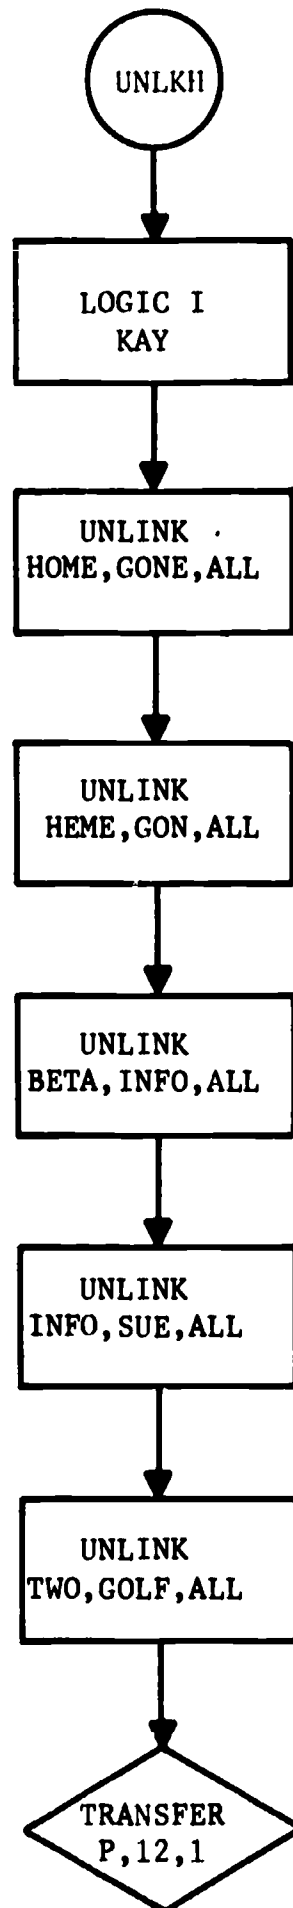 UNLKH
LOGIC I
KAY
UNLINK
HOME,GONE,ALL
UNLINK
HEME,GON,ALL
UNLINK
BETA,INFO,ALL
UNLINK
INFO,SUE,ALL
UNLINK
TWO,GOLF,ALL
TRANSFER
P,12,1